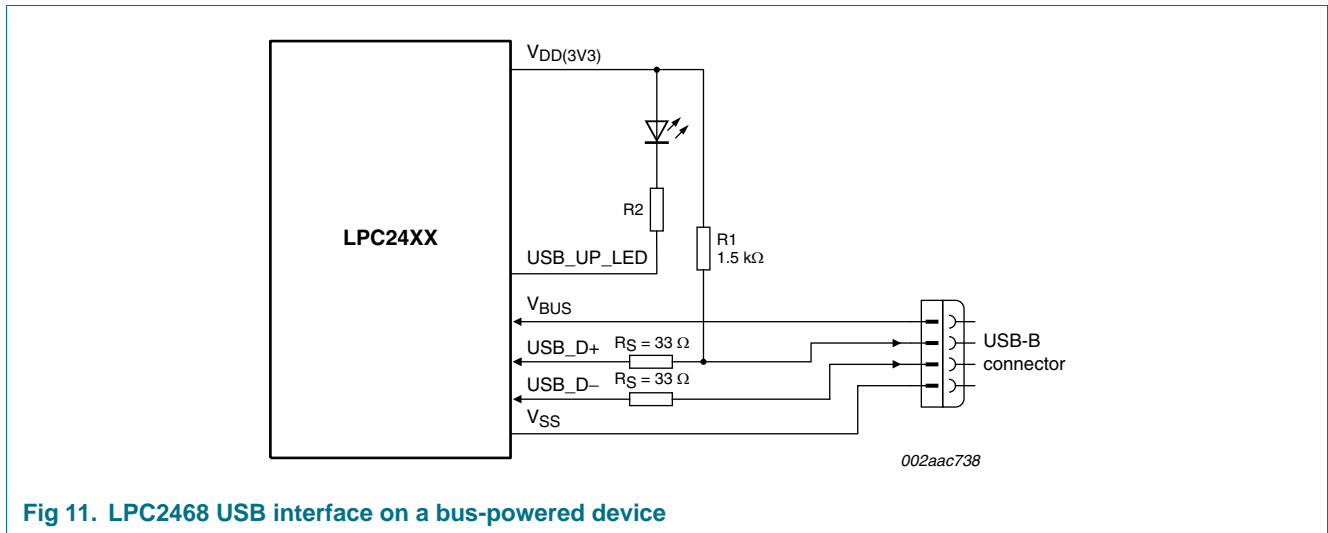 VDD(3V3)
R2
LPC24XX
R1
1.5 kΩ
USB_UP_LED
VBUS
USB_D+
RS = 33 Ω
USB-B
connector
USB_D−
RS = 33 Ω
VSS
002aac738
Fig 11. LPC2468 USB interface on a bus-powered device